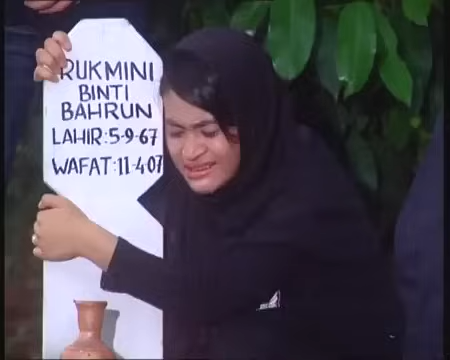 RUKMINI
BINTI
BAHRUN
LAHIR:5-9-67
WAFAT:11-4-07